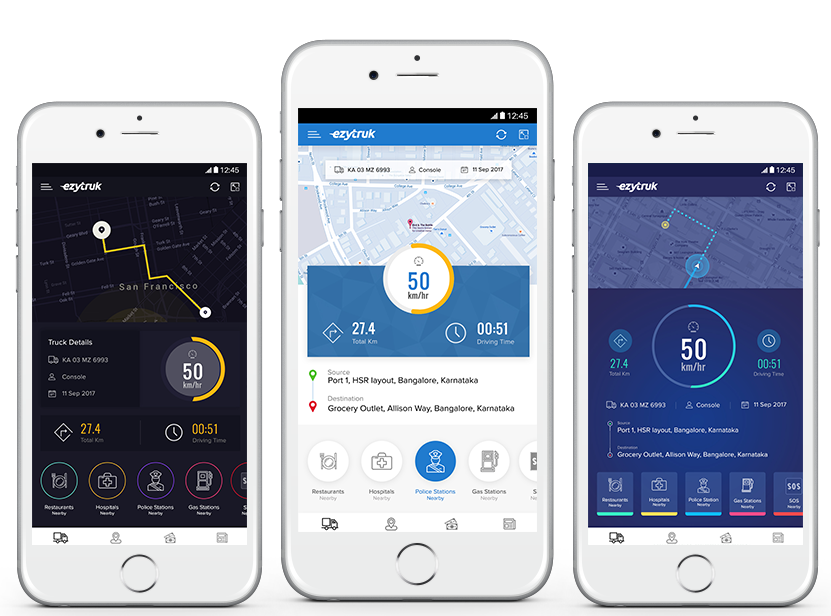 12:45
ezytruk
San Francisco
Truck Details
KA 03 MZ 6993
Console
11 Sep 2017
50
km/hr
27.4
Total Km
00:51
Driving Time
Restaurants
Nearby
Hospitals
Nearby
Police Stations
Nearby
Gas Stations
Nearby
12:45
ezytruk
KA 03 MZ 6993
Console
11 Sep 2017
College Ave
College Ave
50
km/hr
27.4
Total Km
00:51
Driving Time
Source
Port 1, HSR layout, Bangalore, Karnataka
Destination
Grocery Outlet, Allison Way, Bangalore, Karnataka
Restaurants
Nearby
Hospitals
Nearby
Police Stations
Nearby
Gas Stations
Nearby
S
12:45
ezytruk
50
km/hr
27.4
Total Km
00:51
Driving Time
KA 03 MZ 6993
Console
11 Sep 2017
Source
Port 1, HSR layout, Bangalore, Karnataka
Destination
Grocery Outlet, Allison Way, Bangalore, Karnataka
Restaurants
Nearby
Hospitals
Nearby
Police Station
Nearby
Gas Stations
Nearby
SOS
SOS
Nearby